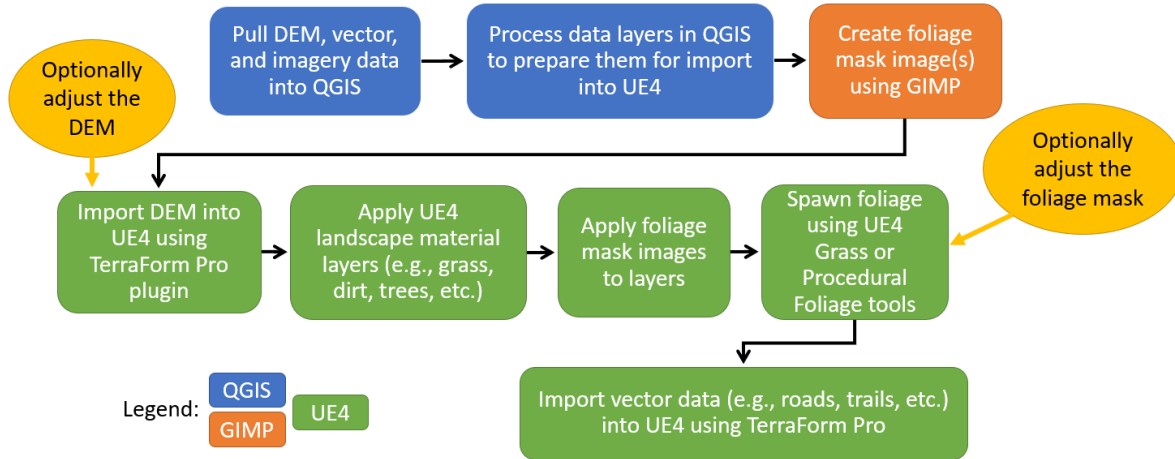 Pull DEM, vector,
and imagery data
into QGIS
Process data layers in QGIS
to prepare them for import
into UE4
Create foliage
mask image(s)
using GIMP
Optionally
adjust the
DEM
Optionally
adjust the
foliage mask
Import DEM into
UE4 using
TerraForm Pro
plugin
Apply UE4
landscape material
layers (e.g., grass,
dirt, trees, etc.)
Apply foliage
mask images
to layers
Spawn foliage
using UE4
Grass or
Procedural
Foliage tools
Import vector data (e.g., roads, trails, etc.)
into UE4 using TerraForm Pro
Legend:
QGIS
GIMP
UE4